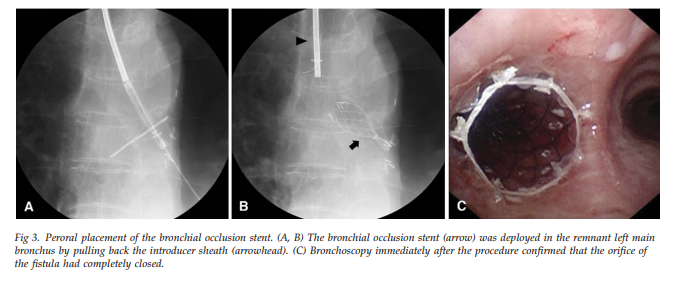 A
B
C
Fig 3. Peroral placement of the bronchial occlusion stent. (A, B) The bronchial occlusion stent (arrow) was deployed in the remnant left main
bronchus by pulling back the introducer sheath (arrowhead). (C) Bronchoscopy immediately after the procedure confirmed that the orifice of
the fistula had completely closed.